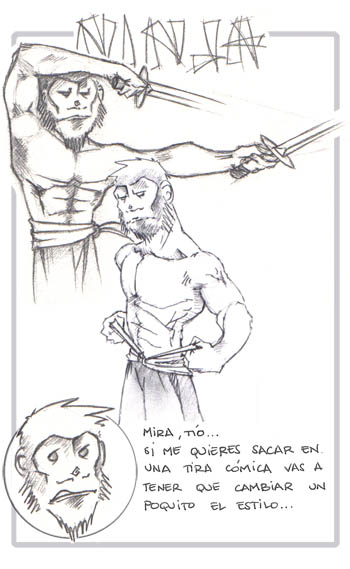 NINJA
MIRA, TÍO...
SI ME QUIERES SACAR EN
UNA TIRA CÓMICA VAS A
TENER QUE CAMBIAR UN
POQUITO EL ESTILO...